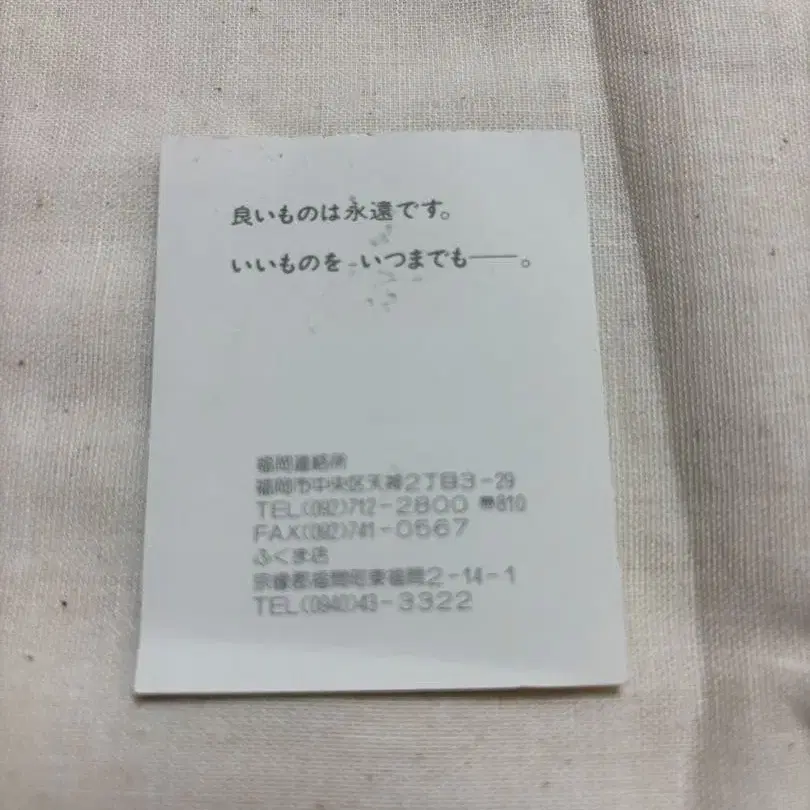 良いものは永遠です。
いいものを いつまでも――。
福岡連絡所
福岡市中央区天神2丁目3-29
TEL(092)712-2800 〒810
FAX(092)741-0567
ふくま店
宗像郡福間町東福間2-14-1
TEL(0940)43-3322